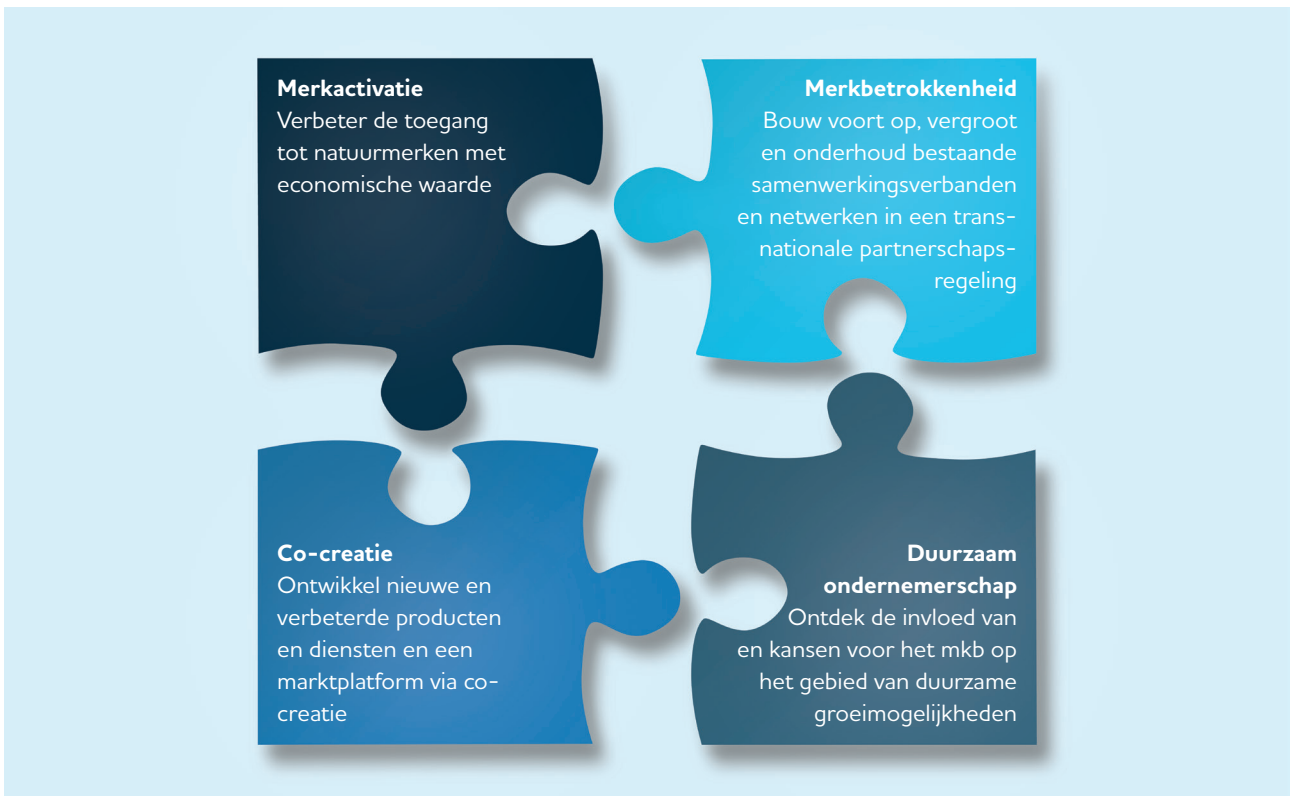 Merkactivatie
Verbeter de toegang
tot natuurmerken met
economische waarde
Merkbetrokkenheid
Bouw voort op, vergroot
en onderhoud bestaande
samenwerkingsverbanden
en netwerken in een trans-
nationale partnerschaps-
regeling
Co-creatie
Ontwikkel nieuwe en
verbeterde producten
en diensten en een
marktplatform via co-
creatie
Duurzaam
ondernemerschap
Ontdek de invloed van
en kansen voor het mkb op
het gebied van duurzame
groeimogelijkheden